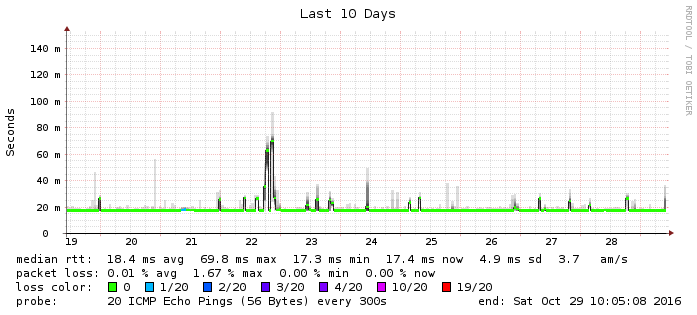 Last 10 Days
RRDTOOL / TOBI OETIKER
Seconds
140 m
120 m
100 m
80 m
60 m
40 m
20 m
0
19 20 21 22 23 24 25 26 27 28
median rtt: 18.4 ms avg 69.8 ms max 17.3 ms min 17.4 ms now 4.9 ms sd 3.7 am/s
packet loss: 0.01 % avg 1.67 % max 0.00 % min 0.00 % now
loss color: 0 1/20 2/20 3/20 4/20 10/20 19/20
probe: 20 ICMP Echo Pings (56 Bytes) every 300s end: Sat Oct 29 10:05:08 2016